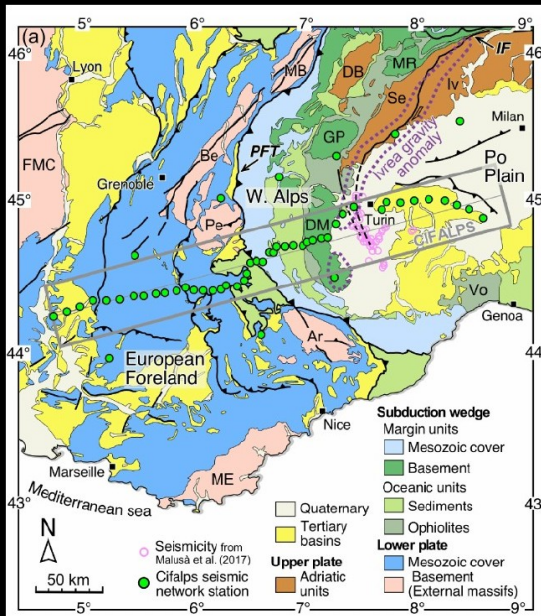 (a)
5° 6° 7° 8° 9°
46° 46°
Lyon
MB
DB
MR
IF
Iv
Se
Milan
FMC
Be
GP
Ivrea gravity anomaly
PFT
Grenoble
Po
Plain
45° 45°
W. Alps
Pe
DM
Turin
CIFALPS
Vo
Genoa
Ar
44° 44°
European
Foreland
Nice
Marseille
ME
43° 43°
Mediterranean sea
N
50 km
Seismicity from
Malusà et al. (2017)
Cifalps seismic
network station
Quaternary
Tertiary
basins
Upper plate
Adriatic
units
Subduction wedge
Margin units
Mesozoic cover
Basement
Oceanic units
Sediments
Ophiolites
Lower plate
Mesozoic cover
Basement
(External massifs)
5° 6° 7° 8° 9°